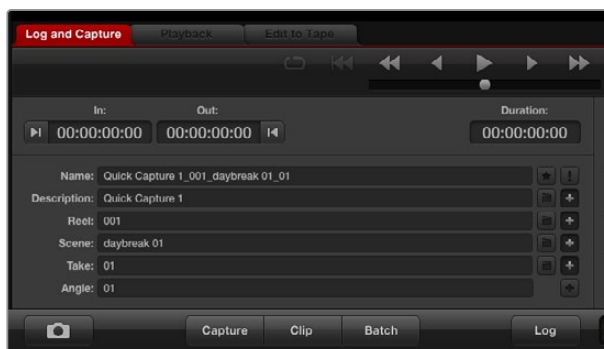 Log and Capture Playback Edit to Tape
In: Out: Duration:
00:00:00:00 00:00:00:00 00:00:00:00
Name: Quick Capture 1_001_daybreak 01_01
Description: Quick Capture 1
Reel: 001
Scene: daybreak 01
Take: 01
Angle: 01
Capture Clip Batch Log